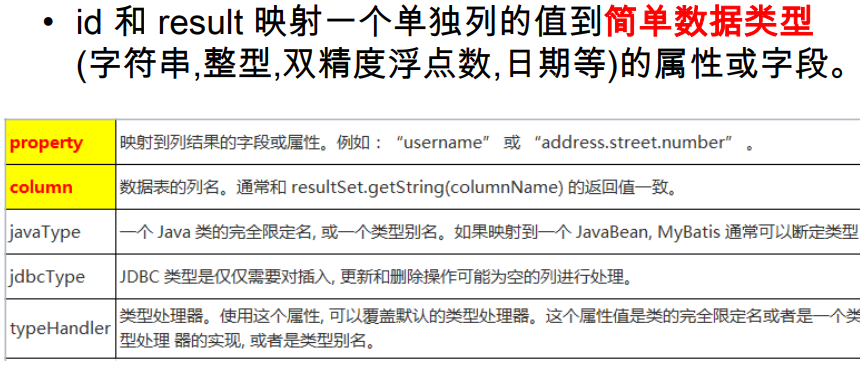 • id 和 result 映射一个单独列的值到简单数据类型
(字符串,整型,双精度浮点数,日期等)的属性或字段。
property 映射到列结果的字段或属性。例如：“username” 或 “address.street.number” 。
column 数据表的列名。通常和 resultSet.getString(columnName) 的返回值一致。
javaType 一个 Java 类的完全限定名, 或一个类型别名。如果映射到一个 JavaBean, MyBatis 通常可以断定类型
jdbcType JDBC 类型是仅仅需要对插入, 更新和删除操作可能为空的列进行处理。
typeHandler 类型处理器。使用这个属性, 可以覆盖默认的类型处理器。这个属性值是类的完全限定名或者是一个类
型处理 器的实现, 或者是类型别名。